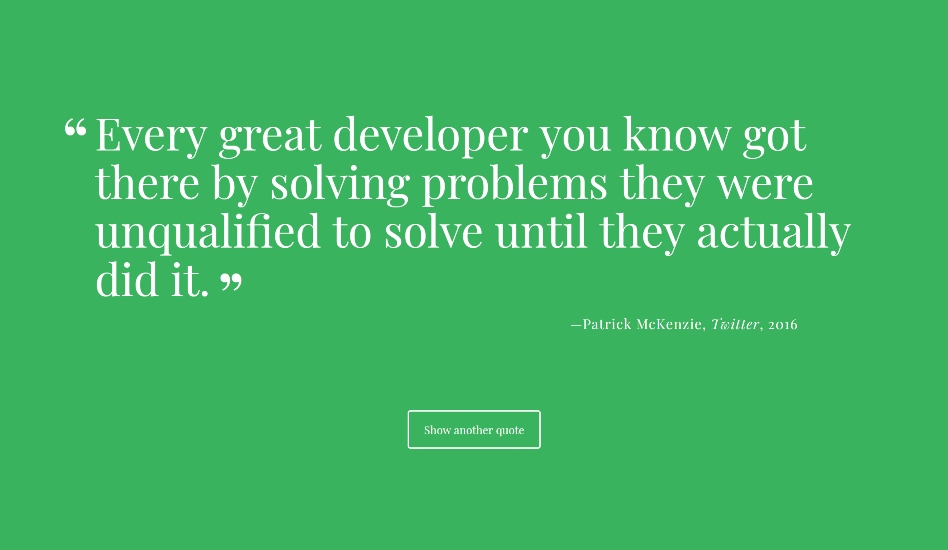 “Every great developer you know got
there by solving problems they were
unqualified to solve until they actually
did it.”
—Patrick McKenzie, Twitter, 2016
Show another quote